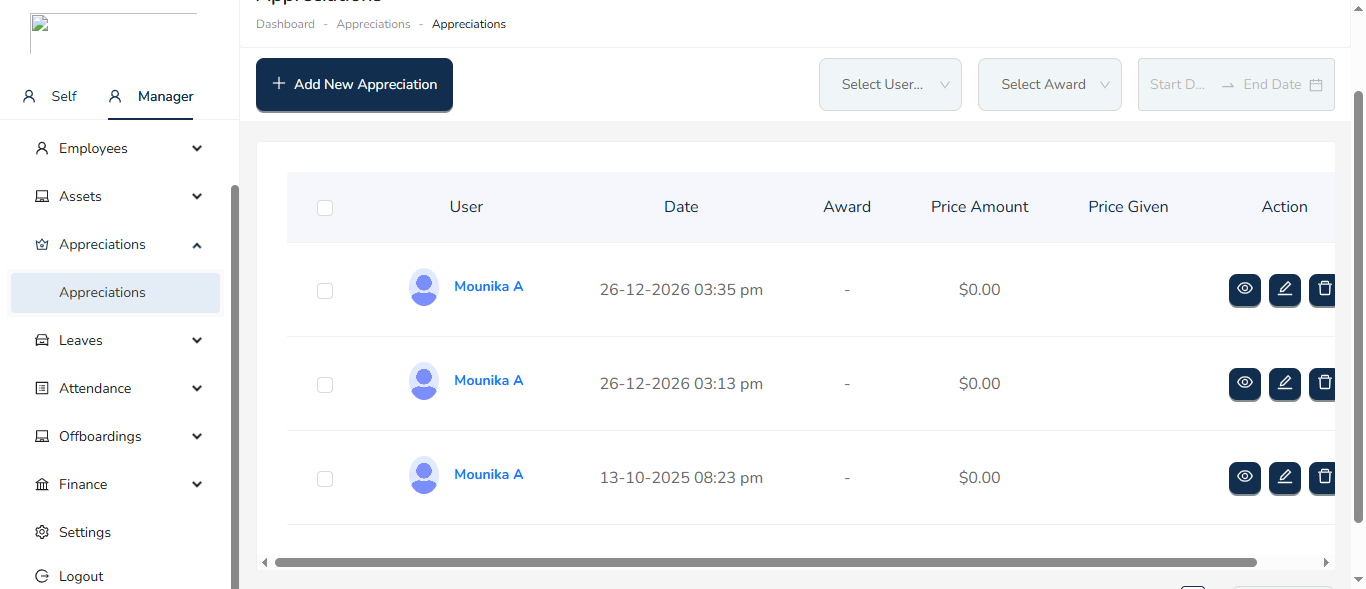 Dashboard - Appreciations - Appreciations
Self Manager
Add New Appreciation Select User... Select Award Start D... End Date
Employees
Assets
Appreciations
Appreciations
Leaves
Attendance
Offboardings
Finance
Settings
Logout
User Date Award Price Amount Price Given Action
Mounika A 26-12-2026 03:35 pm - $0.00
Mounika A 26-12-2026 03:13 pm - $0.00
Mounika A 13-10-2025 08:23 pm - $0.00